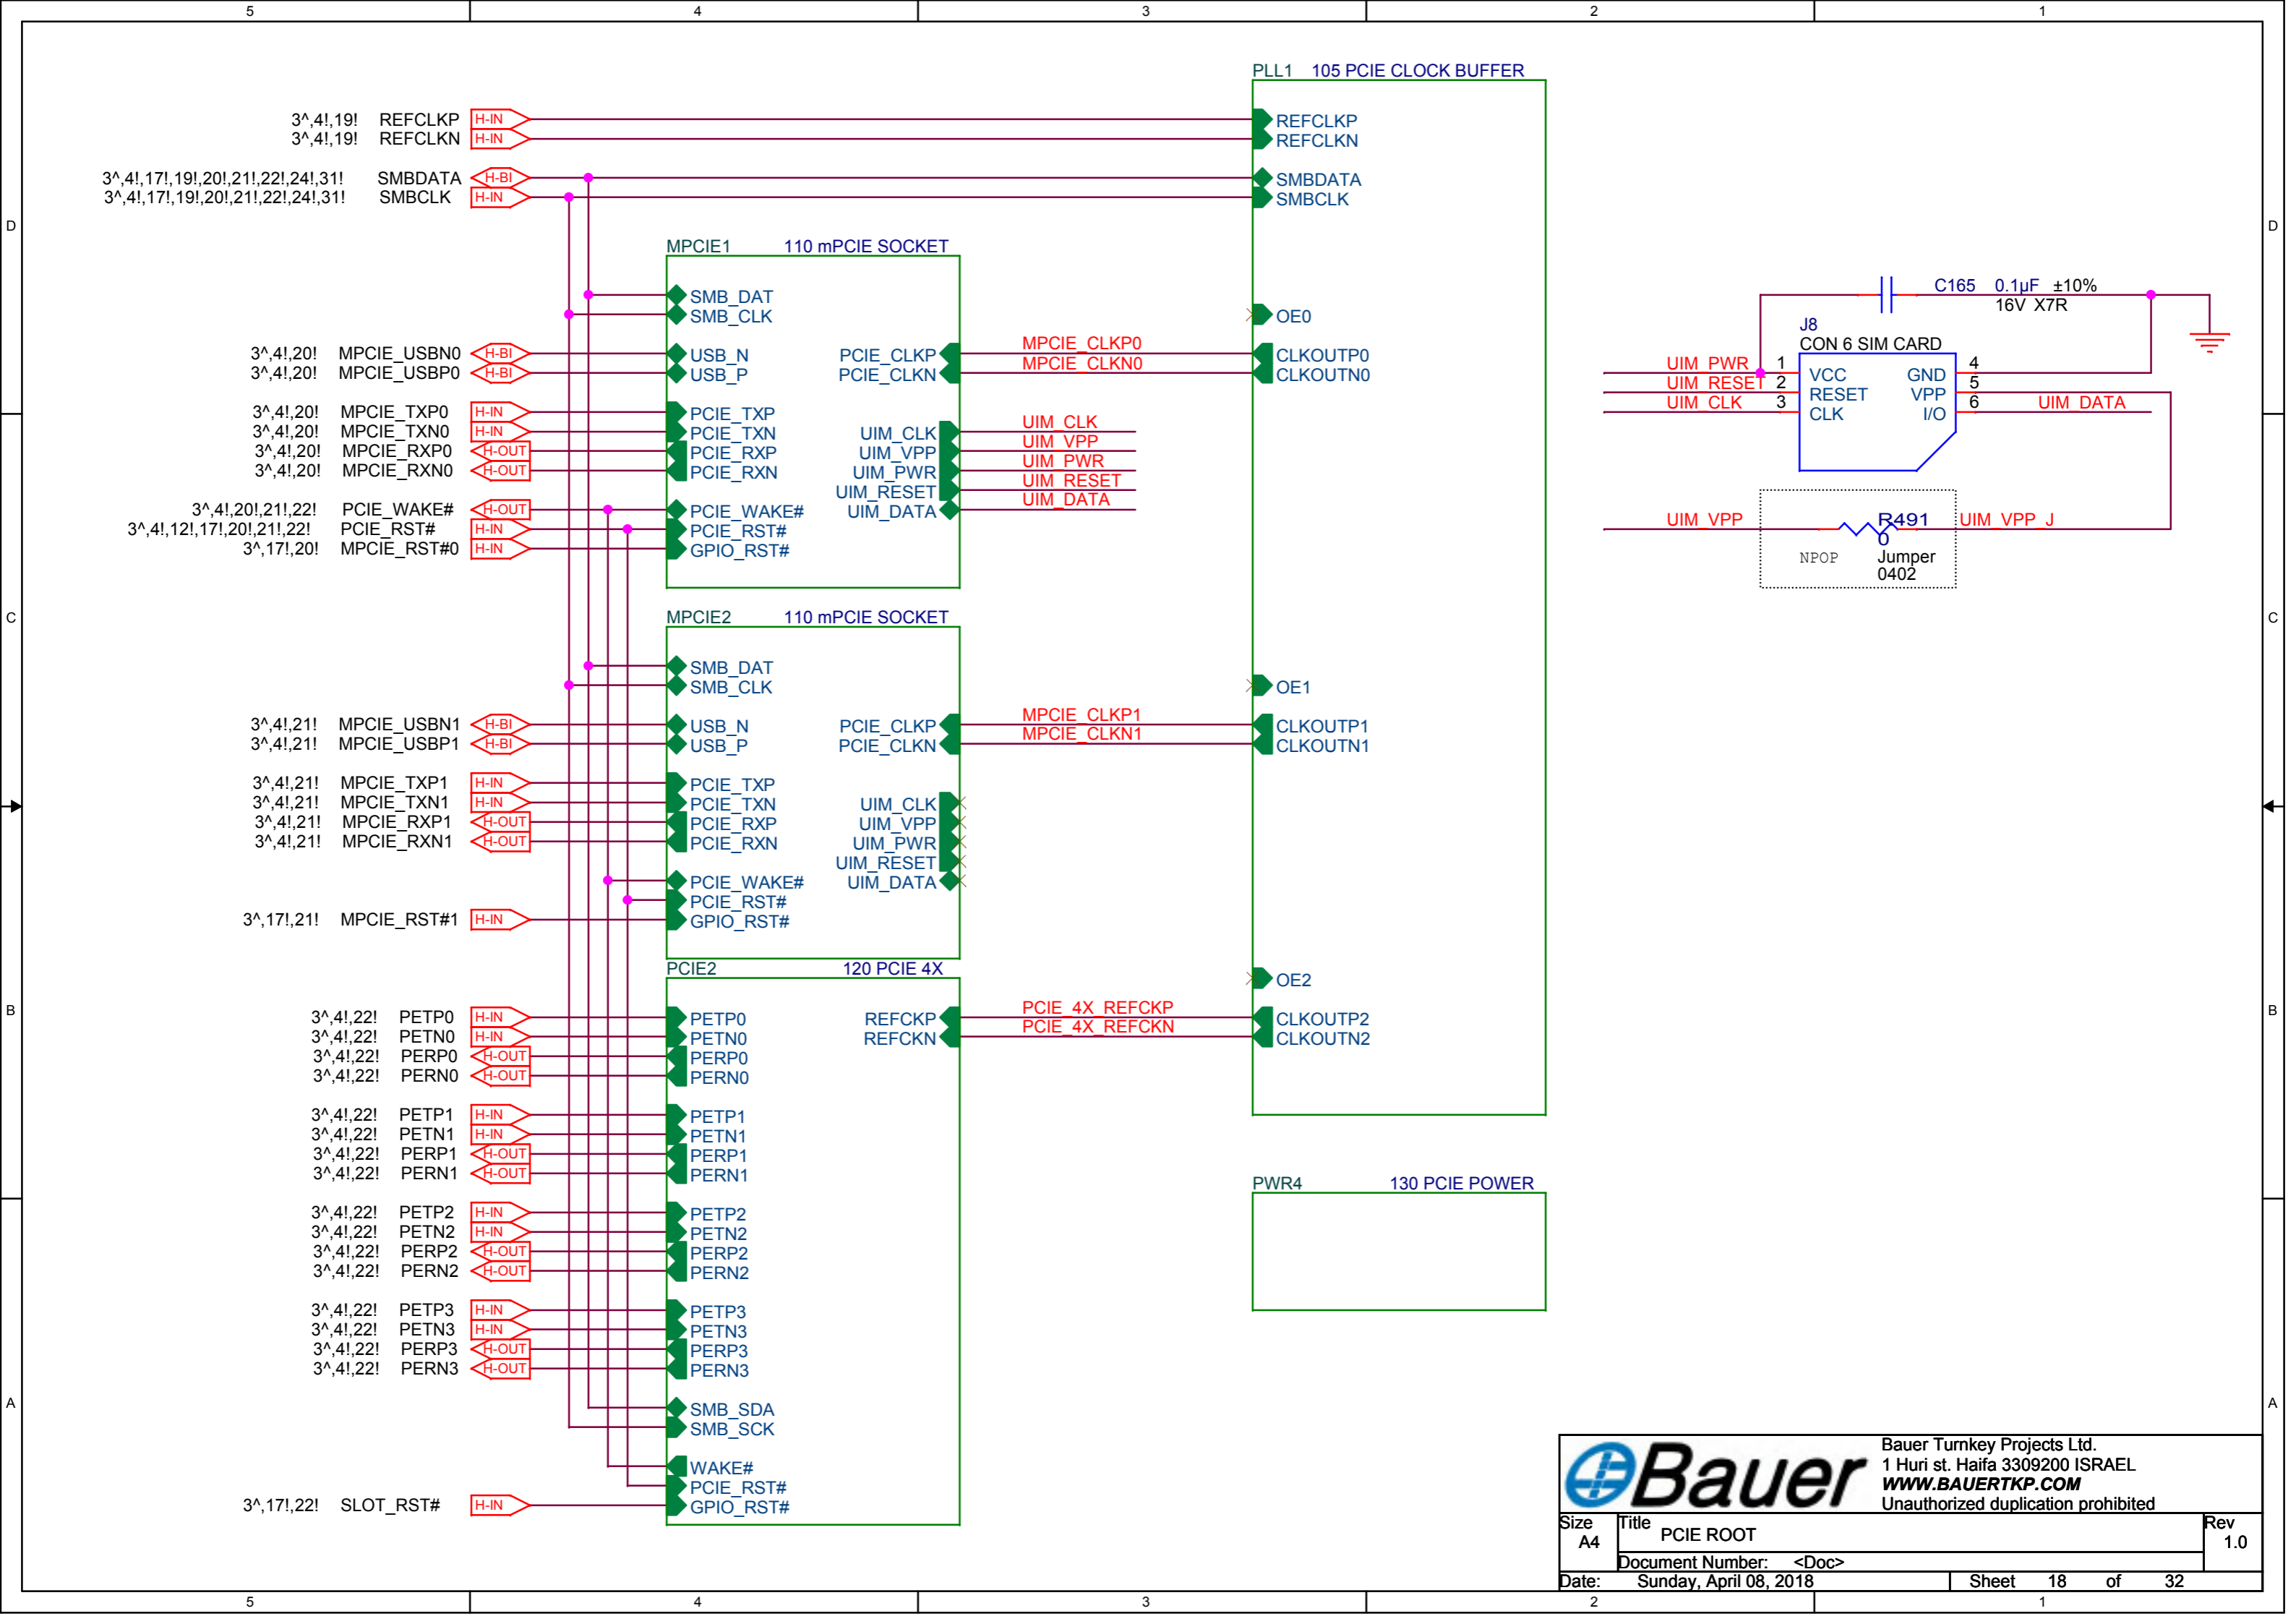 5 4 3 2 1
PLL1 105 PCIE CLOCK BUFFER
3^,4!,19! REFCLKP H-IN REFCLKP
3^,4!,19! REFCLKN H-IN REFCLKN
3^,4!,17!,19!,20!,21!,22!,24!,31! SMBDATA H-BI SMBDATA
3^,4!,17!,19!,20!,21!,22!,24!,31! SMBCLK H-IN SMBCLK
D D
MPCIE1 110 mPCIE SOCKET
SMB_DAT
SMB_CLK OE0
3^,4!,20! MPCIE_USBN0 H-BI USB_N PCIE_CLKP MPCIE_CLKP0 CLKOUTP0
3^,4!,20! MPCIE_USBP0 H-BI USB_P PCIE_CLKN MPCIE_CLKN0 CLKOUTN0
3^,4!,20! MPCIE_TXP0 H-IN PCIE_TXP
3^,4!,20! MPCIE_TXN0 H-IN PCIE_TXN UIM_CLK UIM_CLK
3^,4!,20! MPCIE_RXP0 H-OUT PCIE_RXP UIM_VPP UIM_VPP
3^,4!,20! MPCIE_RXN0 H-OUT PCIE_RXN UIM_PWR UIM_PWR
UIM_RESET UIM_RESET
3^,4!,20!,21!,22! PCIE_WAKE# H-OUT PCIE_WAKE# UIM_DATA UIM_DATA
3^,4!,12!,17!,20!,21!,22! PCIE_RST# H-IN PCIE_RST#
3^,17!,20! MPCIE_RST#0 H-IN GPIO_RST#
C165 0.1µF ±10%
16V X7R
J8
CON 6 SIM CARD
UIM_PWR 1 VCC GND 4
UIM_RESET 2 RESET VPP 5
UIM_CLK 3 CLK I/O 6 UIM_DATA
UIM_VPP R491 UIM_VPP_J
0
NPOP Jumper
0402
C C
MPCIE2 110 mPCIE SOCKET
SMB_DAT
SMB_CLK OE1
3^,4!,21! MPCIE_USBN1 H-BI USB_N PCIE_CLKP MPCIE_CLKP1 CLKOUTP1
3^,4!,21! MPCIE_USBP1 H-BI USB_P PCIE_CLKN MPCIE_CLKN1 CLKOUTN1
3^,4!,21! MPCIE_TXP1 H-IN PCIE_TXP
3^,4!,21! MPCIE_TXN1 H-IN PCIE_TXN UIM_CLK
3^,4!,21! MPCIE_RXP1 H-OUT PCIE_RXP UIM_VPP
3^,4!,21! MPCIE_RXN1 H-OUT PCIE_RXN UIM_PWR
UIM_RESET
PCIE_WAKE# UIM_DATA
PCIE_RST#
3^,17!,21! MPCIE_RST#1 H-IN GPIO_RST#
PCIE2 120 PCIE 4X
OE2
B B
3^,4!,22! PETP0 H-IN PETP0 REFCKP PCIE_4X_REFCKP CLKOUTP2
3^,4!,22! PETN0 H-IN PETN0 REFCKN PCIE_4X_REFCKN CLKOUTN2
3^,4!,22! PERP0 H-OUT PERP0
3^,4!,22! PERN0 H-OUT PERN0
3^,4!,22! PETP1 H-IN PETP1
3^,4!,22! PETN1 H-IN PETN1
3^,4!,22! PERP1 H-OUT PERP1
3^,4!,22! PERN1 H-OUT PERN1
PWR4 130 PCIE POWER
3^,4!,22! PETP2 H-IN PETP2
3^,4!,22! PETN2 H-IN PETN2
3^,4!,22! PERP2 H-OUT PERP2
3^,4!,22! PERN2 H-OUT PERN2
3^,4!,22! PETP3 H-IN PETP3
3^,4!,22! PETN3 H-IN PETN3
3^,4!,22! PERP3 H-OUT PERP3
3^,4!,22! PERN3 H-OUT PERN3
A A
SMB_SDA
SMB_SCK
WAKE#
PCIE_RST#
3^,17!,22! SLOT_RST# H-IN GPIO_RST#
Bauer
Bauer Turnkey Projects Ltd.
1 Huri st. Haifa 3309200 ISRAEL
WWW.BAUERTKP.COM
Unauthorized duplication prohibited
Size Title Rev
A4 PCIE ROOT 1.0
Document Number: <Doc>
Date: Sunday, April 08, 2018 Sheet 18 of 32
5 4 3 2 1